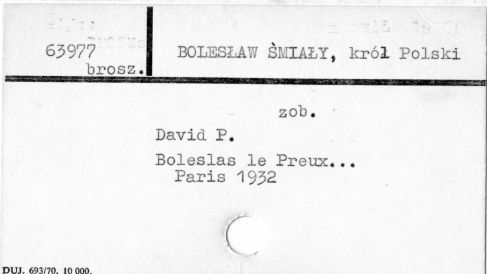 63977
brosz.
BOLESŁAW ŚMIAŁY, król Polski
zob.
David P.
Boleslas le Preux...
Paris 1932
DUJ. 693/70. 10 000.